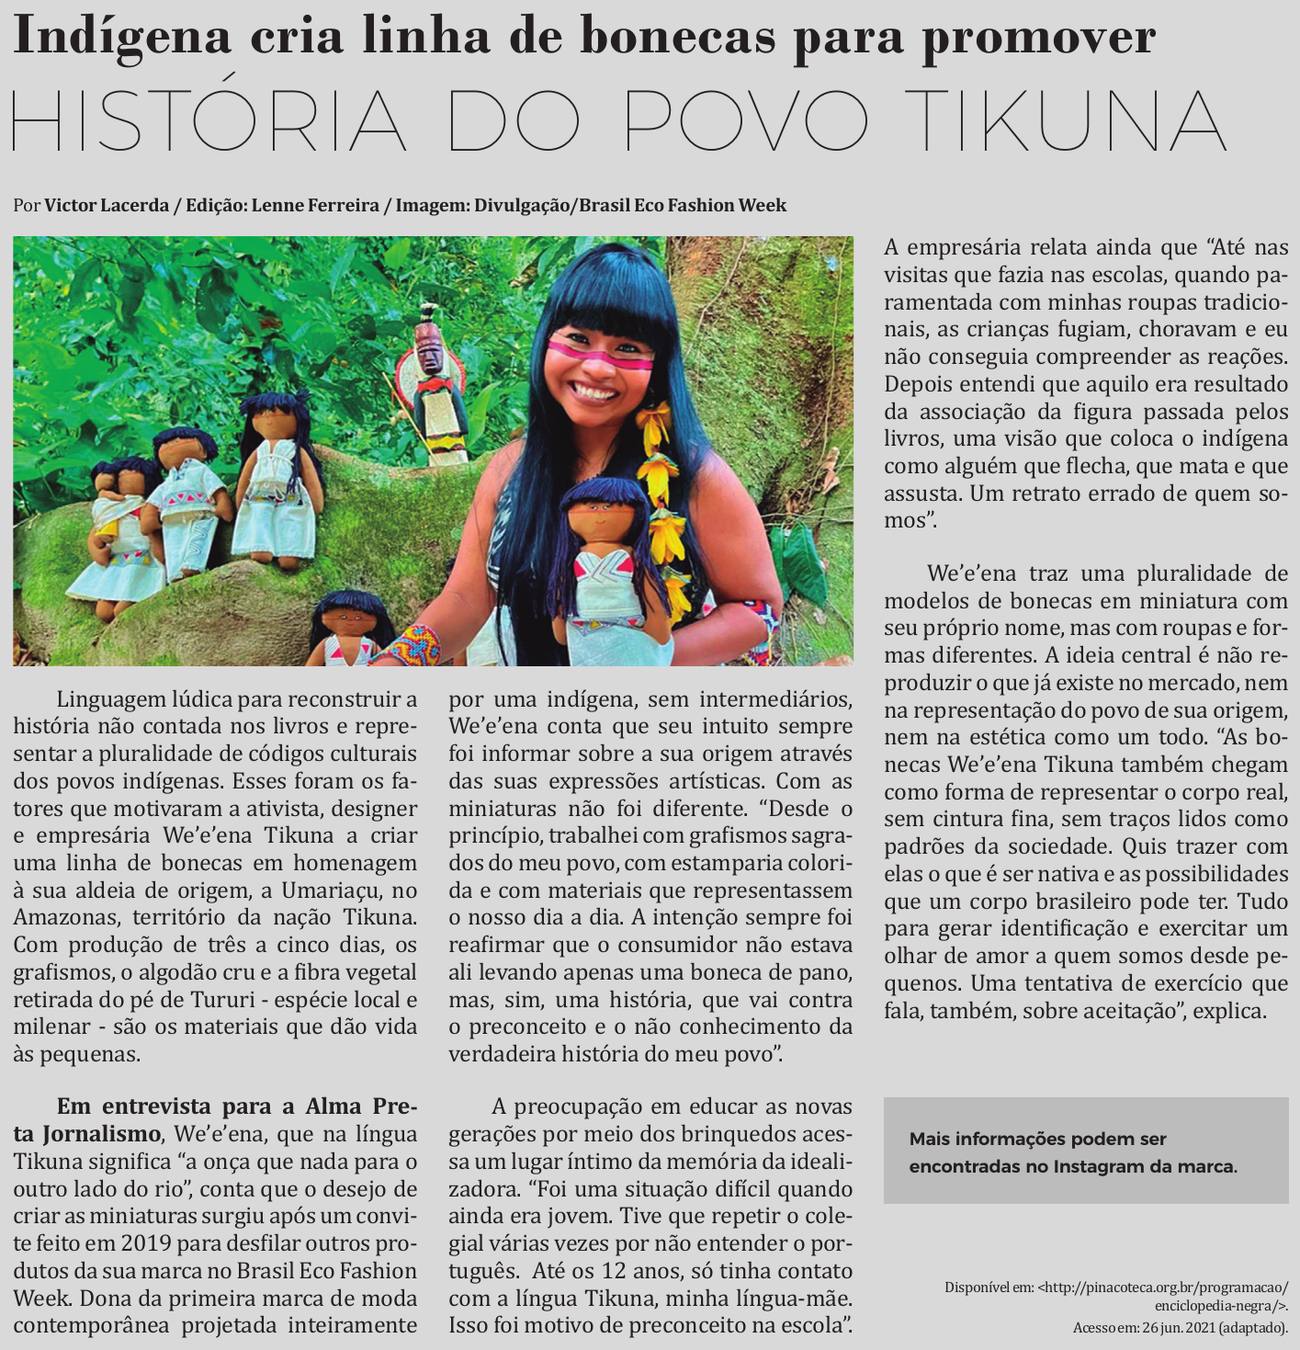 Indígena cria linha de bonecas para promover
HISTÓRIA DO POVO TIKUNA
Por Victor Lacerda / Edição: Lenne Ferreira / Imagem: Divulgação/Brasil Eco Fashion Week
Linguagem lúdica para reconstruir a
história não contada nos livros e repre-
sentar a pluralidade de códigos culturais
dos povos indígenas. Esses foram os fa-
tores que motivaram a ativista, designer
e empresária We’e’ena Tikuna a criar
uma linha de bonecas em homenagem
à sua aldeia de origem, a Umariaçu, no
Amazonas, território da nação Tikuna.
Com produção de três a cinco dias, os
grafismos, o algodão cru e a fibra vegetal
retirada do pé de Tururi - espécie local e
milenar - são os materiais que dão vida
às pequenas.
Em entrevista para a Alma Pre-
ta Jornalismo, We’e’ena, que na língua
Tikuna significa “a onça que nada para o
outro lado do rio”, conta que o desejo de
criar as miniaturas surgiu após um convi-
te feito em 2019 para desfilar outros pro-
dutos da sua marca no Brasil Eco Fashion
Week. Dona da primeira marca de moda
contemporânea projetada inteiramente
por uma indígena, sem intermediários,
We’e’ena conta que seu intuito sempre
foi informar sobre a sua origem através
das suas expressões artísticas. Com as
miniaturas não foi diferente. “Desde o
princípio, trabalhei com grafismos sagra-
dos do meu povo, com estamparia colori-
da e com materiais que representassem
o nosso dia a dia. A intenção sempre foi
reafirmar que o consumidor não estava
ali levando apenas uma boneca de pano,
mas, sim, uma história, que vai contra
o preconceito e o não conhecimento da
verdadeira história do meu povo”.
A preocupação em educar as novas
gerações por meio dos brinquedos aces-
sa um lugar íntimo da memória da ideali-
zadora. “Foi uma situação difícil quando
ainda era jovem. Tive que repetir o cole-
gial várias vezes por não entender o por-
tuguês. Até os 12 anos, só tinha contato
com a língua Tikuna, minha língua-mãe.
Isso foi motivo de preconceito na escola”.
A empresária relata ainda que “Até nas
visitas que fazia nas escolas, quando pa-
ramentada com minhas roupas tradicio-
nais, as crianças fugiam, choravam e eu
não conseguia compreender as reações.
Depois entendi que aquilo era resultado
da associação da figura passada pelos
livros, uma visão que coloca o indígena
como alguém que flecha, que mata e que
assusta. Um retrato errado de quem so-
mos”.
We’e’ena traz uma pluralidade de
modelos de bonecas em miniatura com
seu próprio nome, mas com roupas e for-
mas diferentes. A ideia central é não re-
produzir o que já existe no mercado, nem
na representação do povo de sua origem,
nem na estética como um todo. “As bo-
necas We’e’ena Tikuna também chegam
como forma de representar o corpo real,
sem cintura fina, sem traços lidos como
padrões da sociedade. Quis trazer com
elas o que é ser nativa e as possibilidades
que um corpo brasileiro pode ter. Tudo
para gerar identificação e exercitar um
olhar de amor a quem somos desde pe-
quenos. Uma tentativa de exercício que
fala, também, sobre aceitação”, explica.
Mais informações podem ser
encontradas no Instagram da marca.
Disponível em: <http://pinacoteca.org.br/programacao/
enciclopedia-negra/>.
Acesso em: 26 jun. 2021 (adaptado).